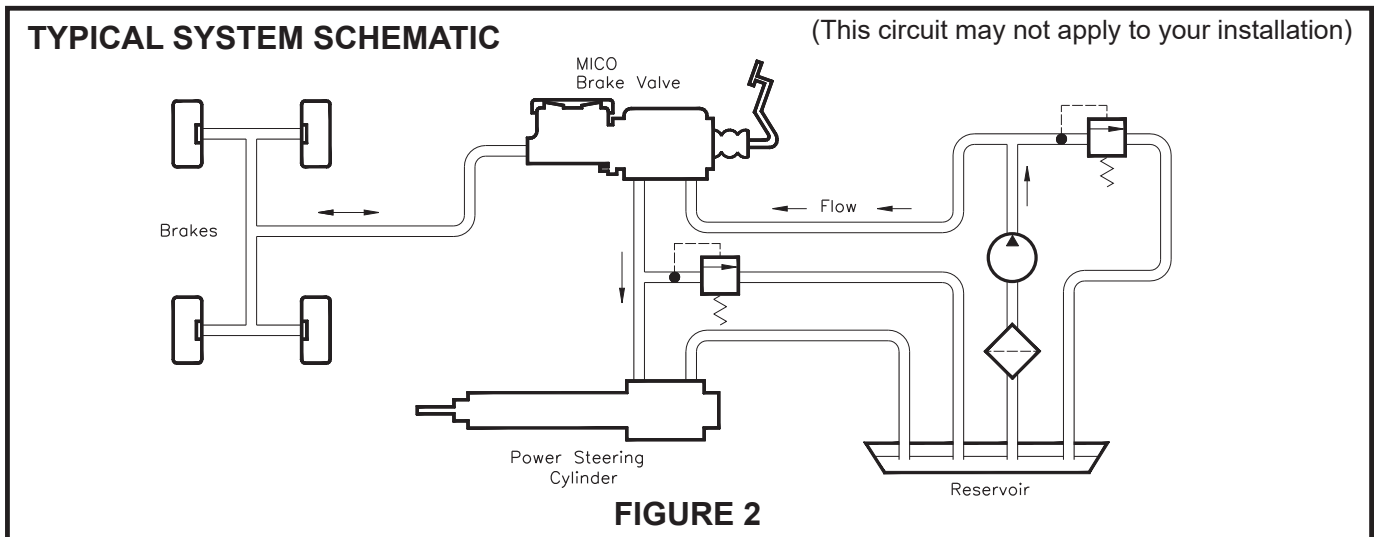 TYPICAL SYSTEM SCHEMATIC
(This circuit may not apply to your installation)
MICO
Brake Valve
Flow
Brakes
Power Steering
Cylinder
Reservoir
FIGURE 2